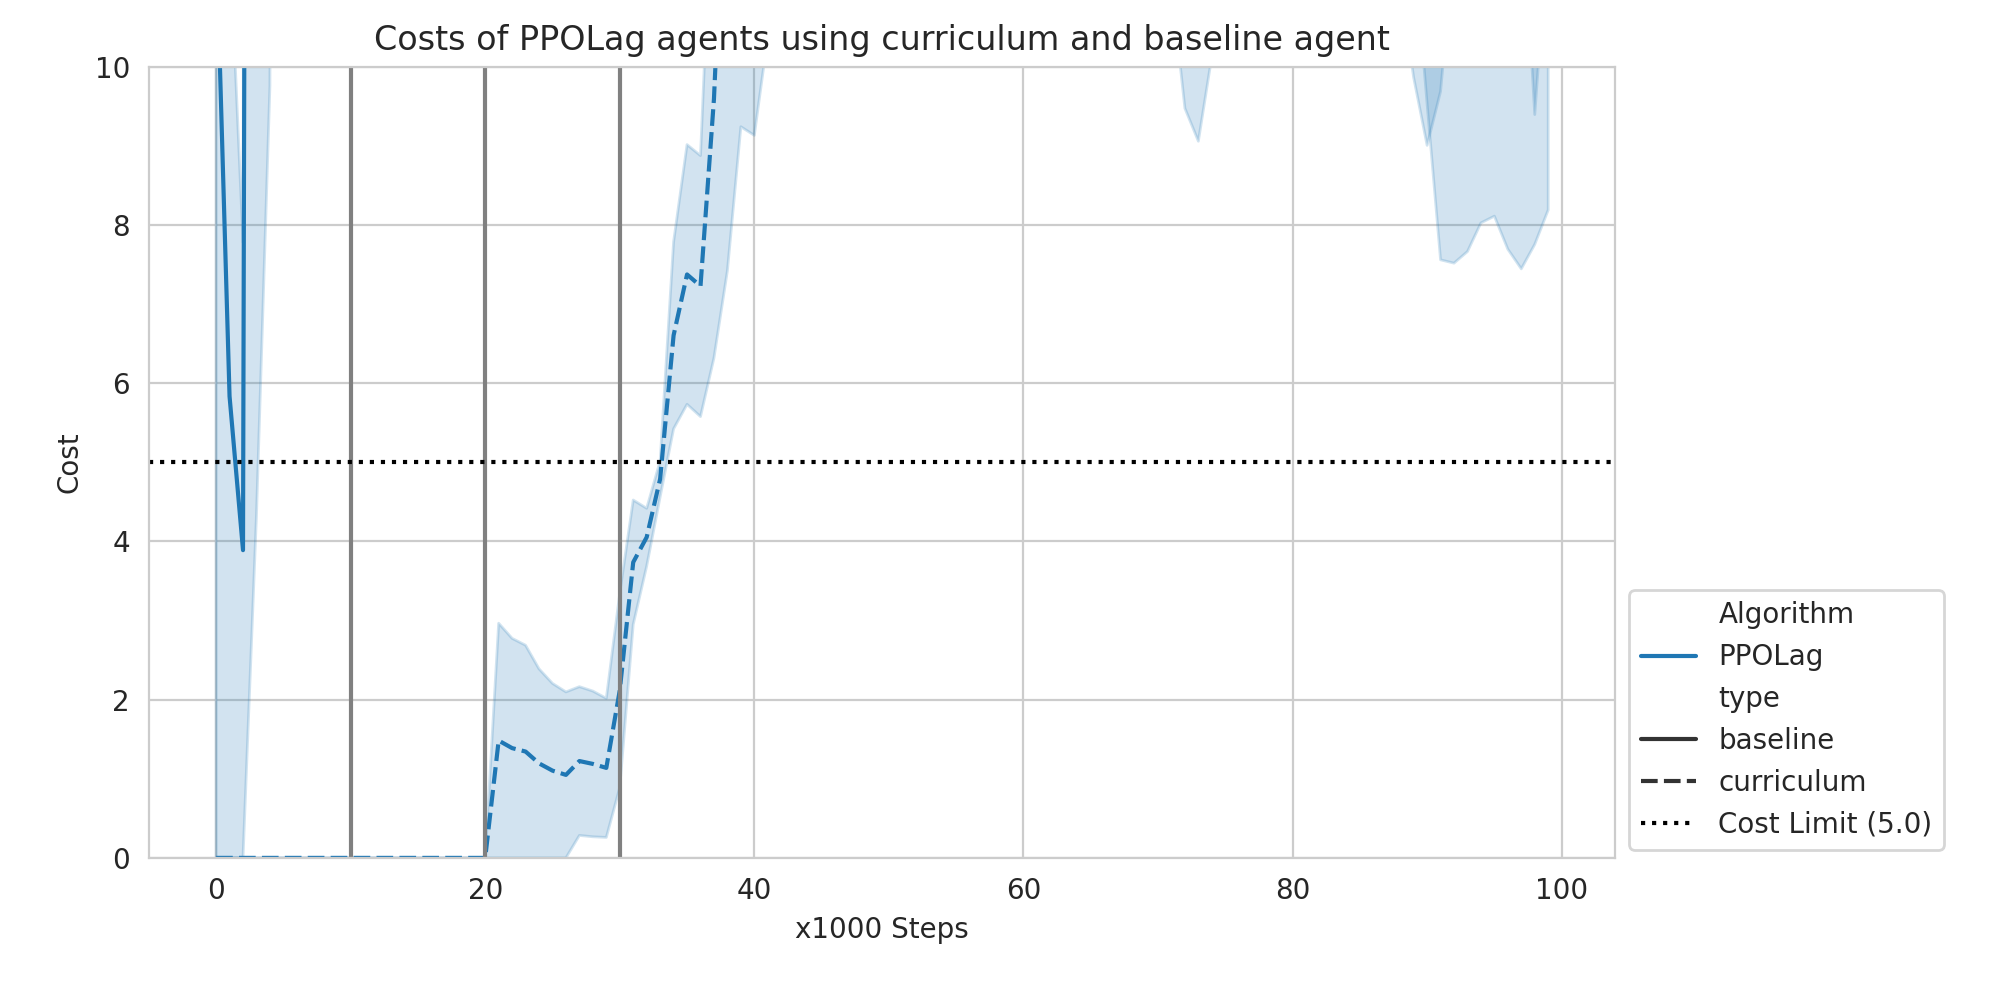 Costs of PPOLag agents using curriculum and baseline agent
10
8
6
4
2
0
Cost
0 20 40 60 80 100
x1000 Steps
Algorithm
PPOLag
type
baseline
curriculum
Cost Limit (5.0)